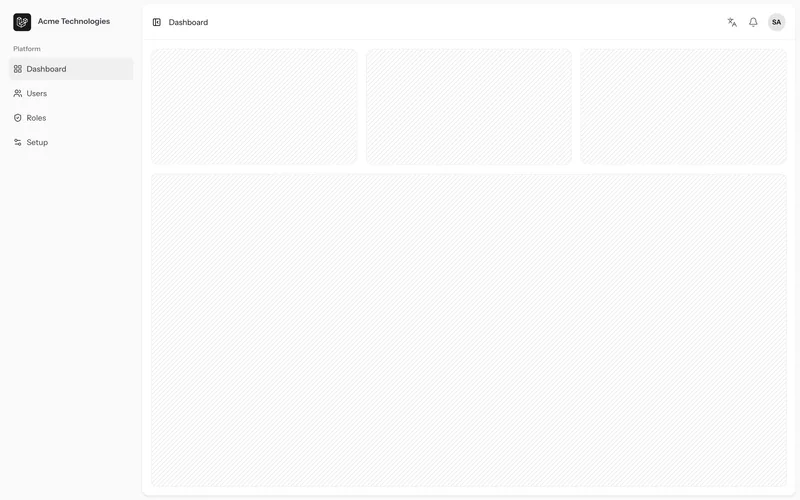 Acme Technologies
Platform
Dashboard
Users
Roles
Setup
Dashboard
SA